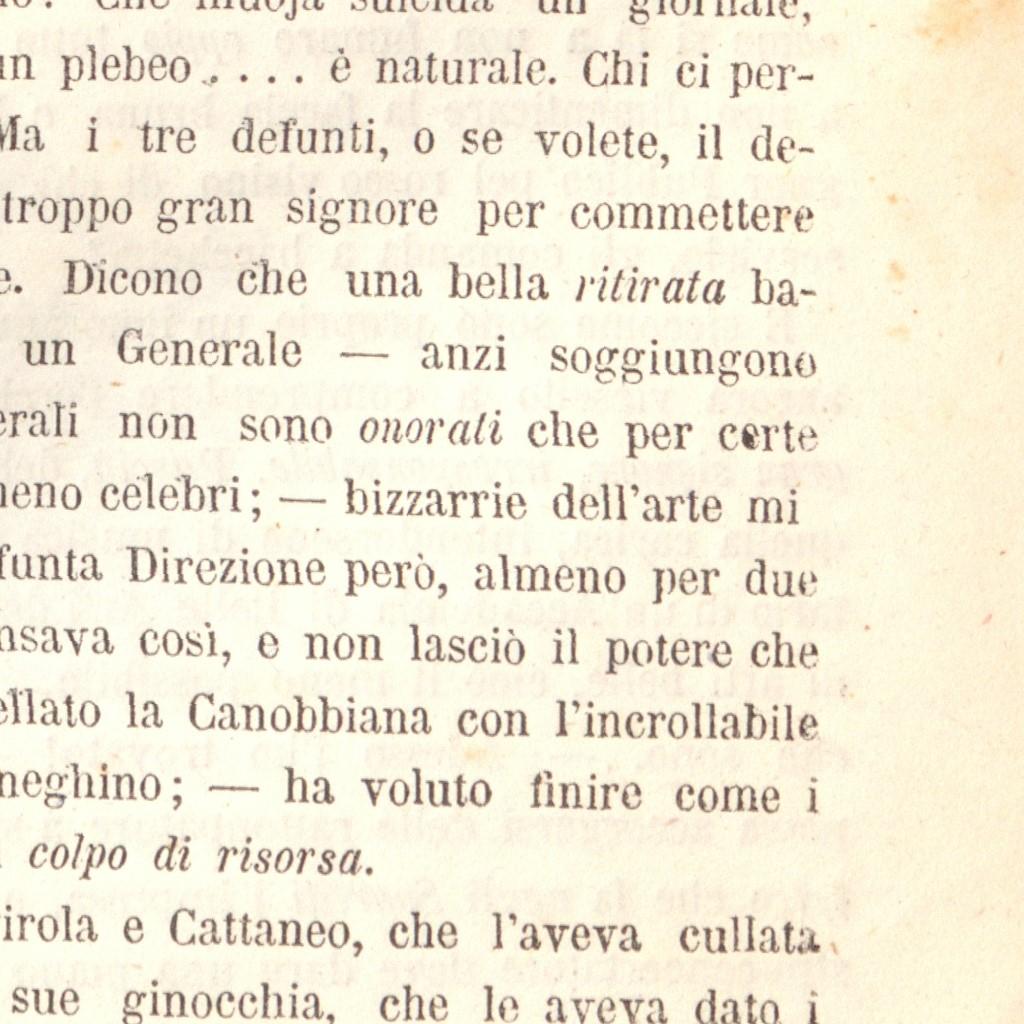 Che muoja suicida un giornale,
un plebeo.... è naturale. Chi ci per-
Ma i tre defunti, o se volete, il de-
troppo gran signore per commettere
e. Dicono che una bella ritirata ba-
un Generale — anzi soggiungono
erali non sono onorati che per certe
meno celebri; — bizzarrie dell'arte mi
funta Direzione però, almeno per due
nsava così, e non lasciò il potere che
ellato la Canobbiana con l'incrollabile
neghino; — ha voluto finire come i
colpo di risorsa.
irola e Cattaneo, che l'aveva cullata
sue ginocchia, che le aveva dato i